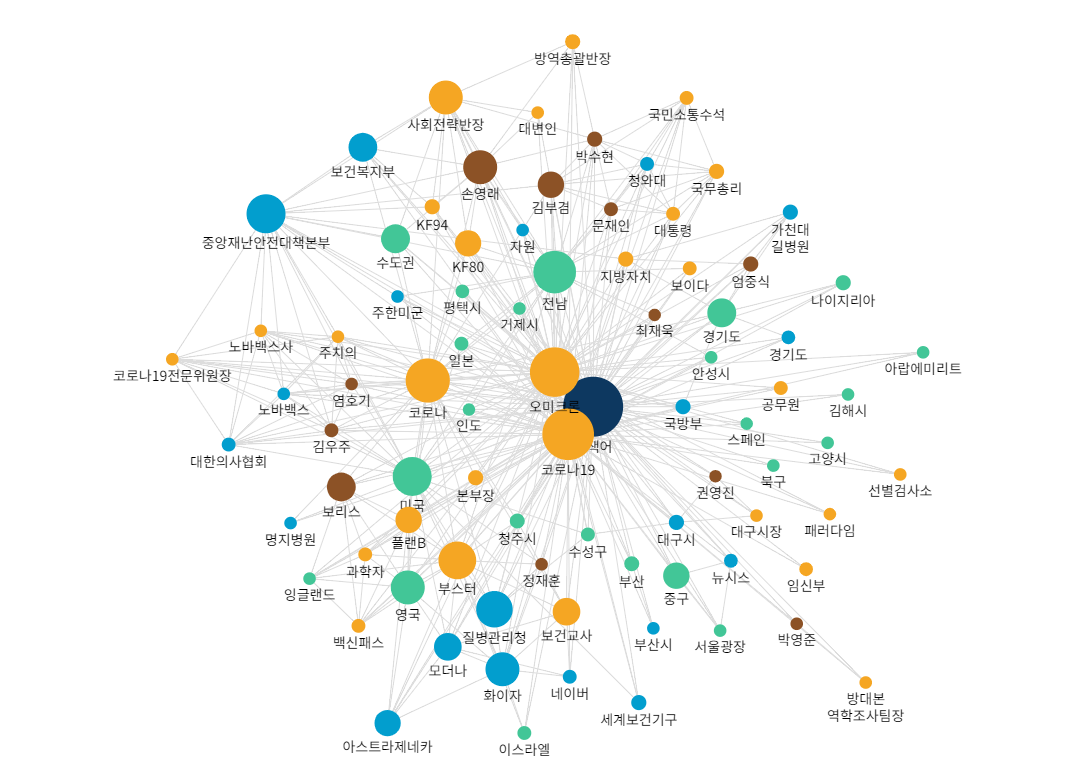 방역총괄반장
사회전략반장
대변인
국민소통수석
박수현
보건복지부
청와대
국무총리
손영래
김부겸
문재인
대통령
KF94
중앙재난안전대책본부
자원
가천대
길병원
수도권
KF80
지방자치
보이다
엄중식
전남
주한미군
평택시
거제시
나이지리아
최재욱
경기도
노바백스사
주치의
일본
경기도
안성시
아랍에미리트
코로나19전문위원장
노바백스
염호기
코로나
오미크론
공무원
김해시
인도
국방부
김우주
색어
스페인
고양시
대한의사협회
코로나19
북구
선별검사소
본부장
권영진
미국
보리스
명지병원
플랜B
청주시
수성구
대구시
대구시장
패러다임
과학자
부스터
정재훈
부산
중구
뉴시스
임신부
잉글랜드
영국
백신패스
질병관리청
보건교사
부산시
서울광장
박영준
모더나
화이자
네이버
세계보건기구
방대본
역학조사팀장
아스트라제네카
이스라엘